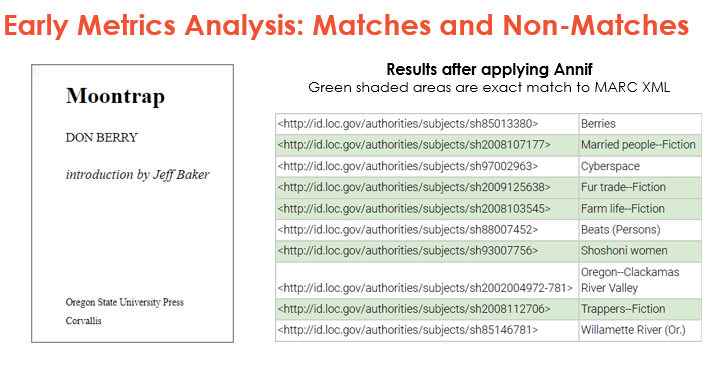 Early Metrics Analysis: Matches and Non-Matches
Moontrap
DON BERRY
introduction by Jeff Baker
Oregon State University Press
Corvallis
Results after applying Annif
Green shaded areas are exact match to MARC XML
<http://id.loc.gov/authorities/subjects/sh85013380> Berries
<http://id.loc.gov/authorities/subjects/sh2008107177> Married people--Fiction
<http://id.loc.gov/authorities/subjects/sh97002963> Cyberspace
<http://id.loc.gov/authorities/subjects/sh2009125638> Fur trade--Fiction
<http://id.loc.gov/authorities/subjects/sh2008103545> Farm life--Fiction
<http://id.loc.gov/authorities/subjects/sh88007452> Beats (Persons)
<http://id.loc.gov/authorities/subjects/sh93007756> Shoshoni women
Oregon--Clackamas
<http://id.loc.gov/authorities/subjects/sh2002004972-781> River Valley
<http://id.loc.gov/authorities/subjects/sh2008112706> Trappers--Fiction
<http://id.loc.gov/authorities/subjects/sh85146781> Willamette River (Or.)